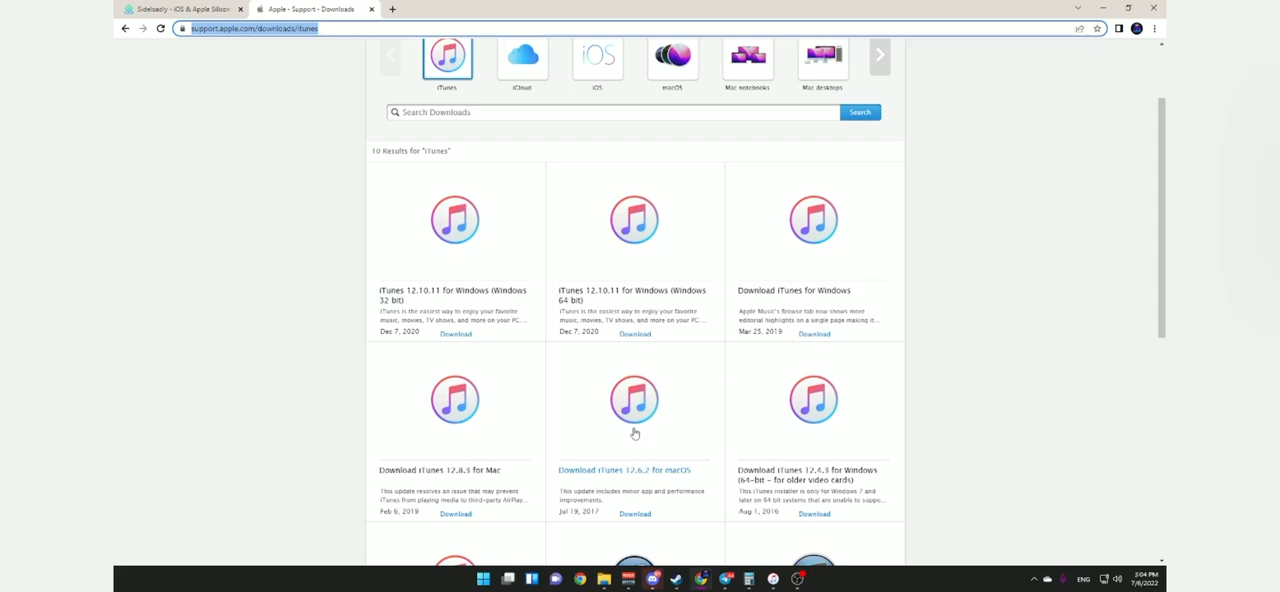 Sideloadly - iOS & Apple Silicon
Apple - Support - Downloads
support.apple.com/downloads/itunes
iTunes
iCloud
iOS
iOS
macOS
Mac notebooks
Mac desktops
Search Downloads
Search
10 Results for "iTunes"
iTunes 12.10.11 for Windows (Windows
32 bit)
iTunes is the easiest way to enjoy your favorite
music, movies, TV shows, and more on your PC....
Dec 7, 2020 Download
iTunes 12.10.11 for Windows (Windows
64 bit)
iTunes is the easiest way to enjoy your favorite
music, movies, TV shows, and more on your PC....
Dec 7, 2020 Download
Download iTunes for Windows
Apple Music's Browse tab now shows more
editorial highlights on a single page making it...
Mar 25, 2019 Download
Download iTunes 12.8.3 for Mac
This update resolves an issue that may prevent
iTunes from playing media to third-party AirPlay...
Feb 6, 2019 Download
Download iTunes 12.6.2 for macOS
This update includes minor app and performance
improvements.
Jul 19, 2017 Download
Download iTunes 12.4.3 for Windows
(64-bit - for older video cards)
This iTunes installer is only for Windows 7 and
later on 64 bit systems that are unable to suppo...
Aug 1, 2016 Download
ENG
3:04 PM
7/6/2022